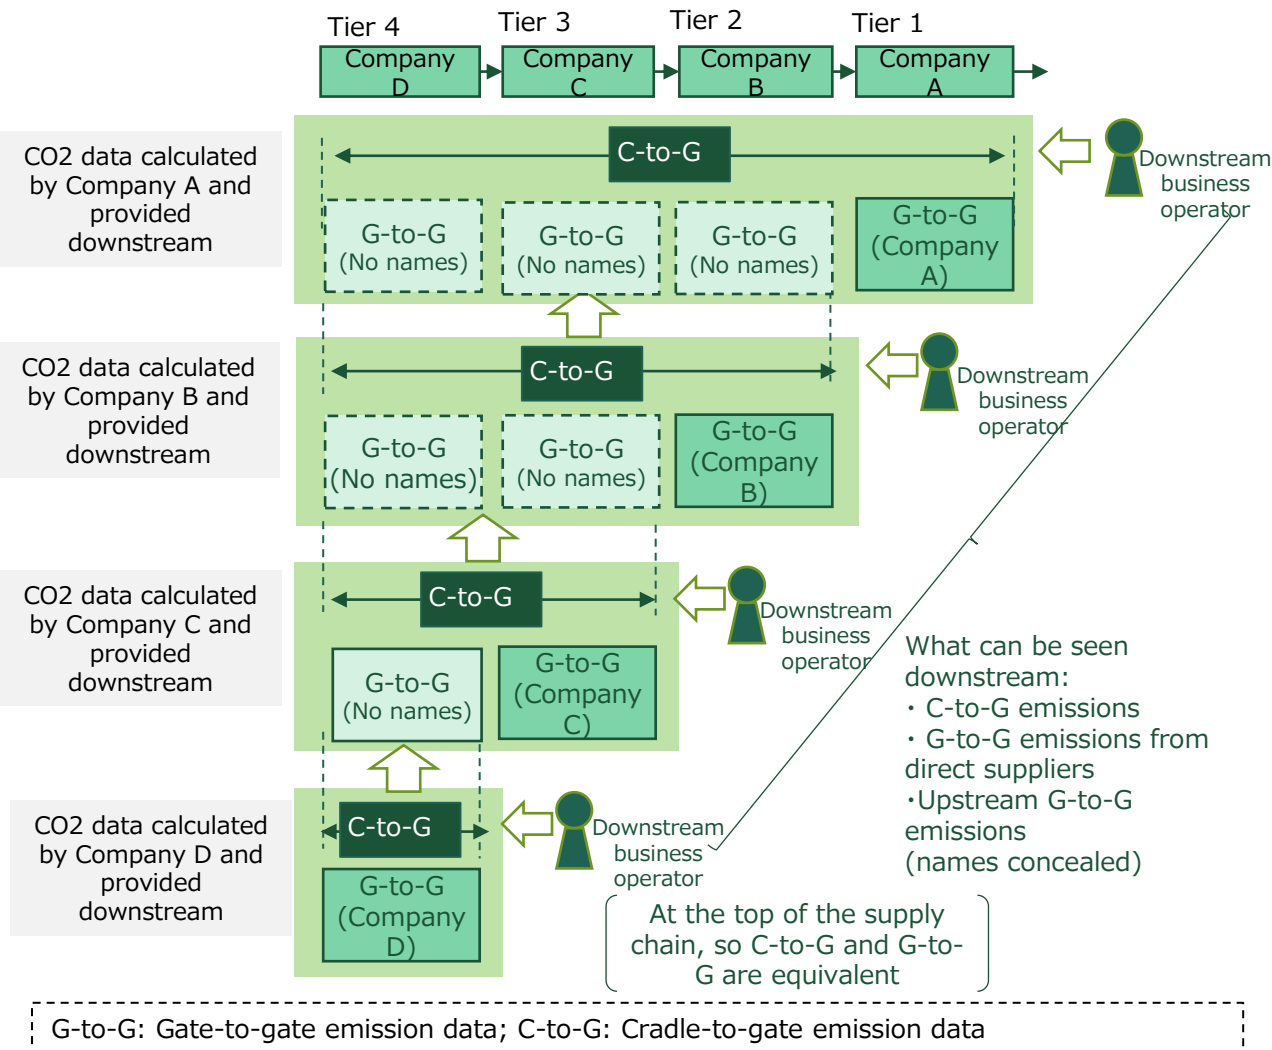 Tier 4
Tier 3
Tier 2
Tier 1
Company
D
Company
C
Company
B
Company
A
CO2 data calculated
by Company A and
provided
downstream
C-to-G
G-to-G
(No names)
G-to-G
(No names)
G-to-G
(No names)
G-to-G
(Company
A)
Downstream
business
operator
CO2 data calculated
by Company B and
provided
downstream
C-to-G
G-to-G
(No names)
G-to-G
(No names)
G-to-G
(Company
B)
Downstream
business
operator
CO2 data calculated
by Company C and
provided
downstream
C-to-G
G-to-G
(No names)
G-to-G
(Company
C)
Downstream
business
operator
What can be seen
downstream:
・C-to-G emissions
・G-to-G emissions from
direct suppliers
・Upstream G-to-G
emissions
(names concealed)
CO2 data calculated
by Company D and
provided
downstream
C-to-G
G-to-G
(Company
D)
Downstream
business
operator
At the top of the supply
chain, so C-to-G and G-to-
G are equivalent
G-to-G: Gate-to-gate emission data; C-to-G: Cradle-to-gate emission data